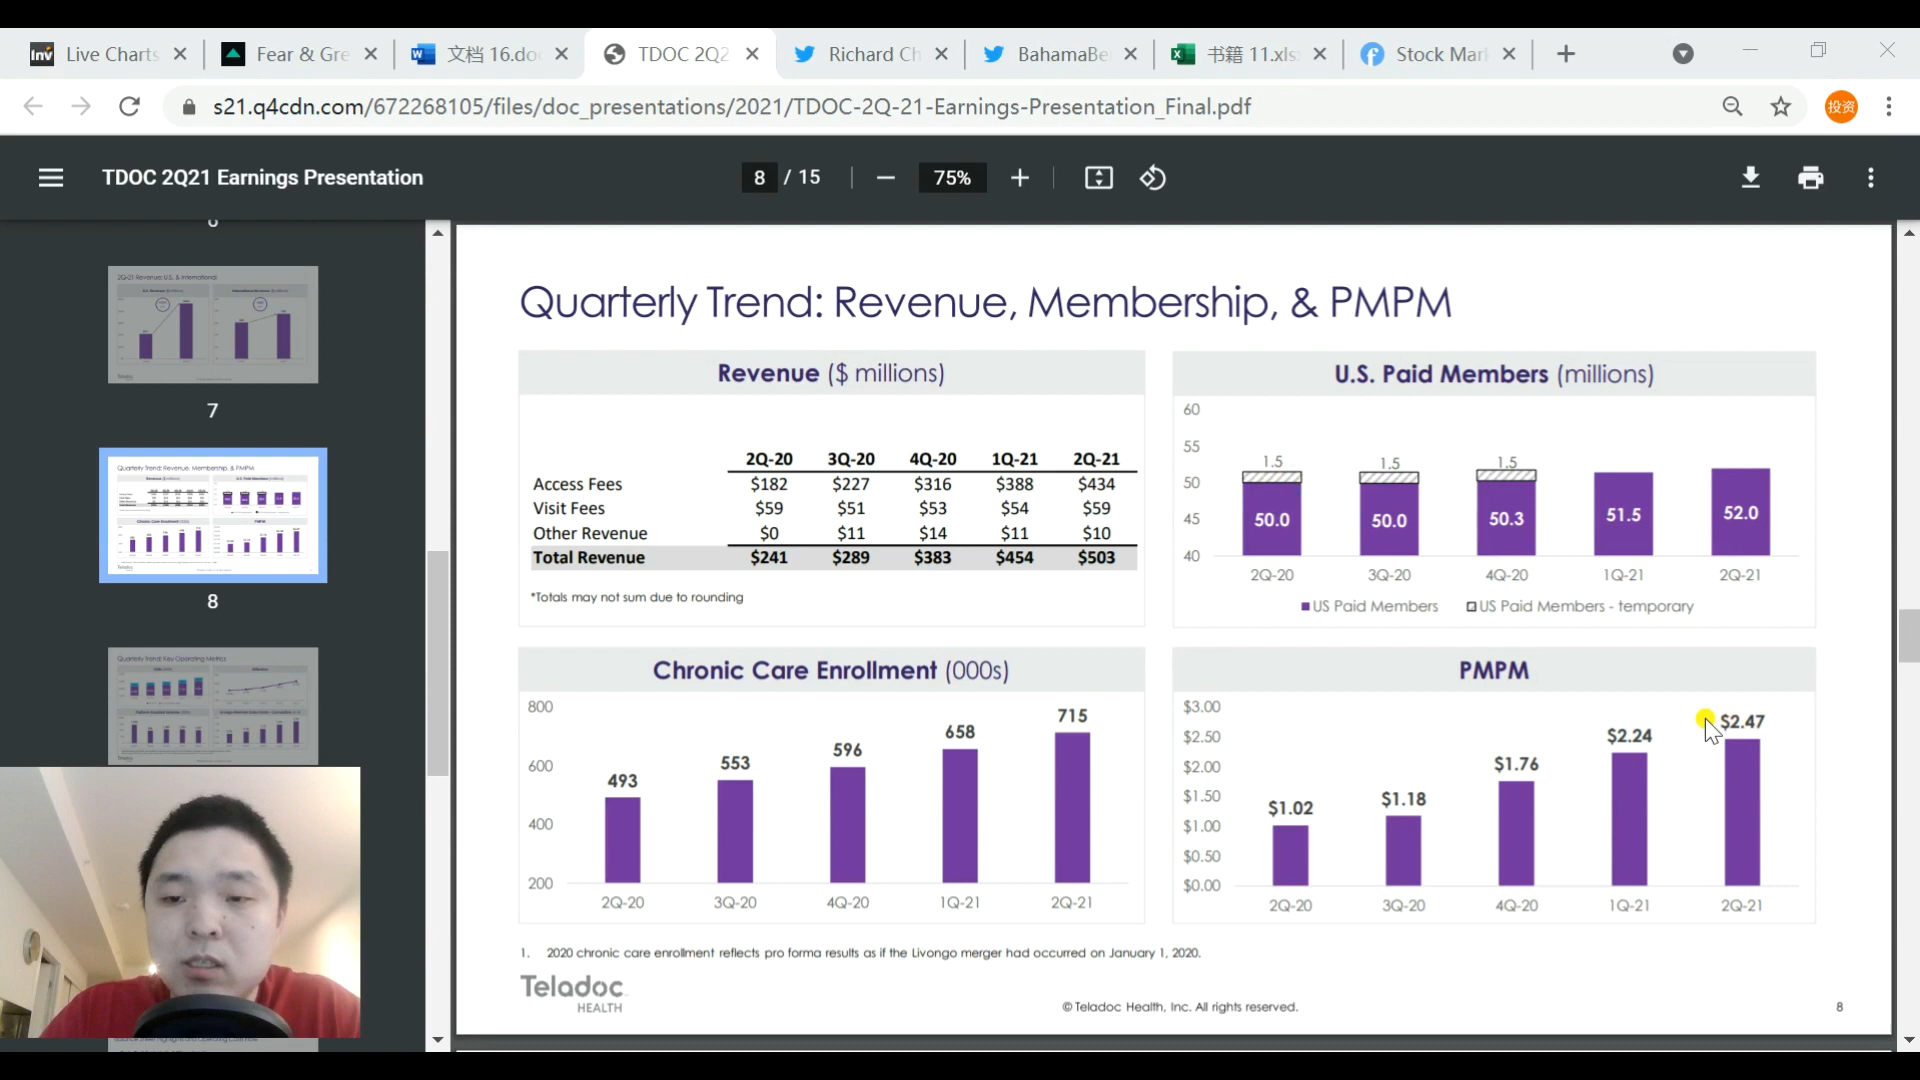 Live Charts
Fear & Gre
文档 16.do
TDOC 2Q2
Richard Ch
BahamaBe
书籍 11.xls
Stock Mark
s21.q4cdn.com/672268105/files/doc_presentations/2021/TDOC-2Q-21-Earnings-Presentation_Final.pdf
投资
TDOC 2Q21 Earnings Presentation
8 / 15
75%
7
8
Quarterly Trend: Revenue, Membership, & PMPM
Revenue ($ millions)
2Q-20 3Q-20 4Q-20 1Q-21 2Q-21
Access Fees $182 $227 $316 $388 $434
Visit Fees $59 $51 $53 $54 $59
Other Revenue $0 $11 $14 $11 $10
Total Revenue $241 $289 $383 $454 $503
*Totals may not sum due to rounding
U.S. Paid Members (millions)
60
55
50
45
40
1.5 1.5 1.5
50.0 50.0 50.3 51.5 52.0
2Q-20 3Q-20 4Q-20 1Q-21 2Q-21
US Paid Members US Paid Members - temporary
Chronic Care Enrollment (000s)
800
600
400
200
493 553 596 658 715
2Q-20 3Q-20 4Q-20 1Q-21 2Q-21
PMPM
$3.00
$2.50
$2.00
$1.50
$1.00
$0.50
$0.00
$1.02 $1.18 $1.76 $2.24 $2.47
2Q-20 3Q-20 4Q-20 1Q-21 2Q-21
1. 2020 chronic care enrollment reflects pro forma results as if the Livongo merger had occurred on January 1, 2020.
Teladoc
HEALTH
© Teladoc Health, Inc. All rights reserved.
8